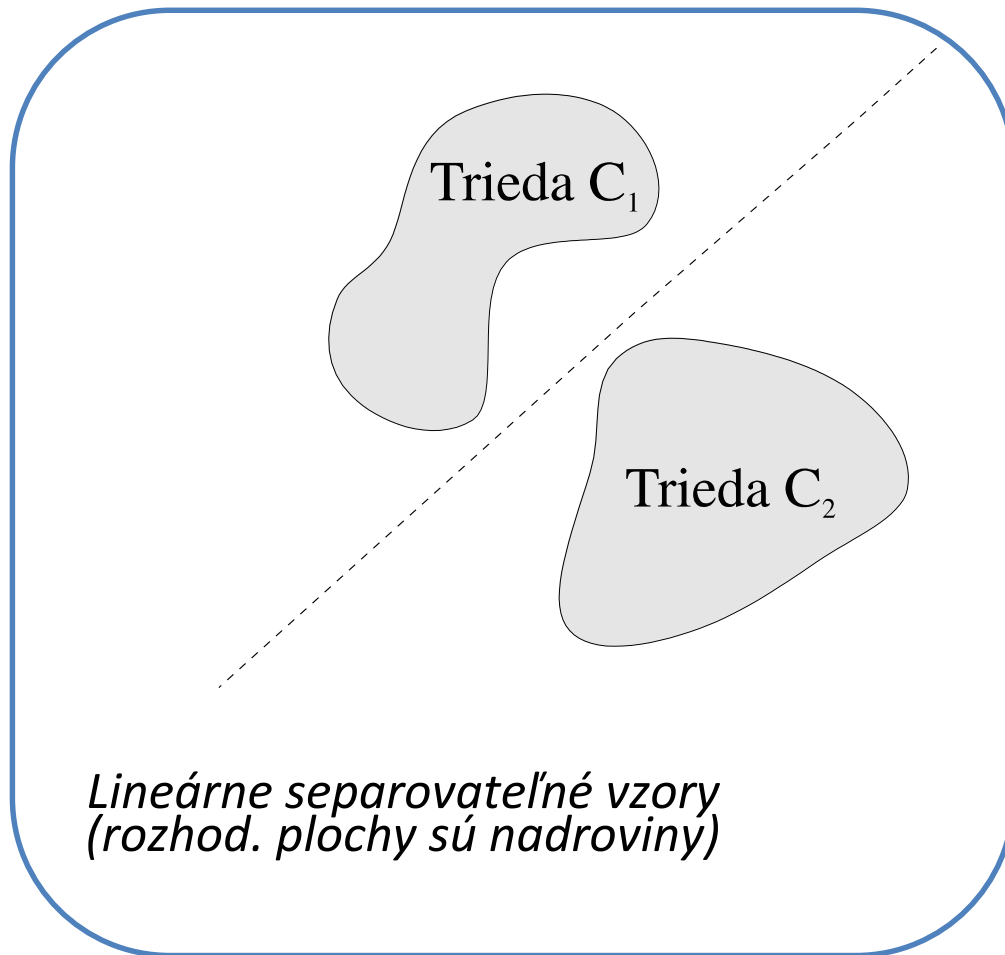 Trieda C₁
Trieda C₂
Lineárne separovateľné vzory
(rozhod. plochy sú nadroviny)